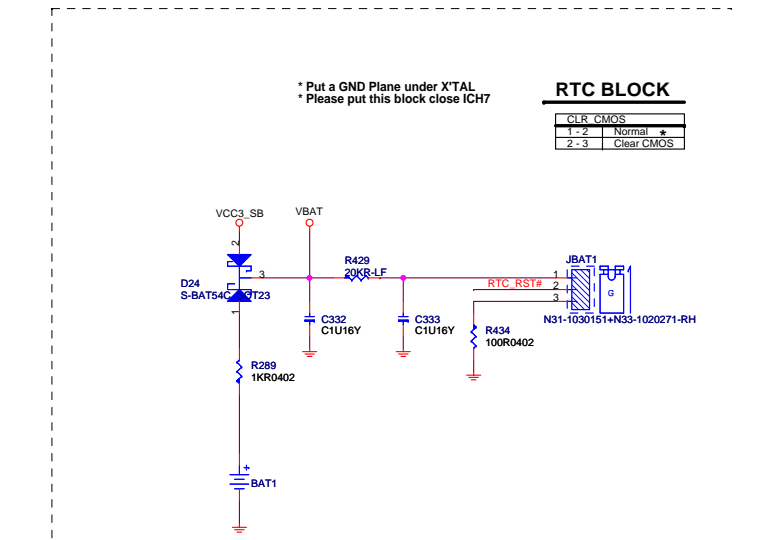 * Put a GND Plane under X'TAL
* Please put this block close ICH7
RTC BLOCK
CLR_CMOS
1 - 2 Normal *
2 - 3 Clear CMOS
VCC3_SB
VBAT
2
3
1
D24
R429
20KR-LF
JBAT1
1
2
3
RTC_RST#
G
N31-1030151+N33-1020271-RH
C332
C1U16Y
C333
C1U16Y
R434
100R0402
R289
1KR0402
+
BAT1